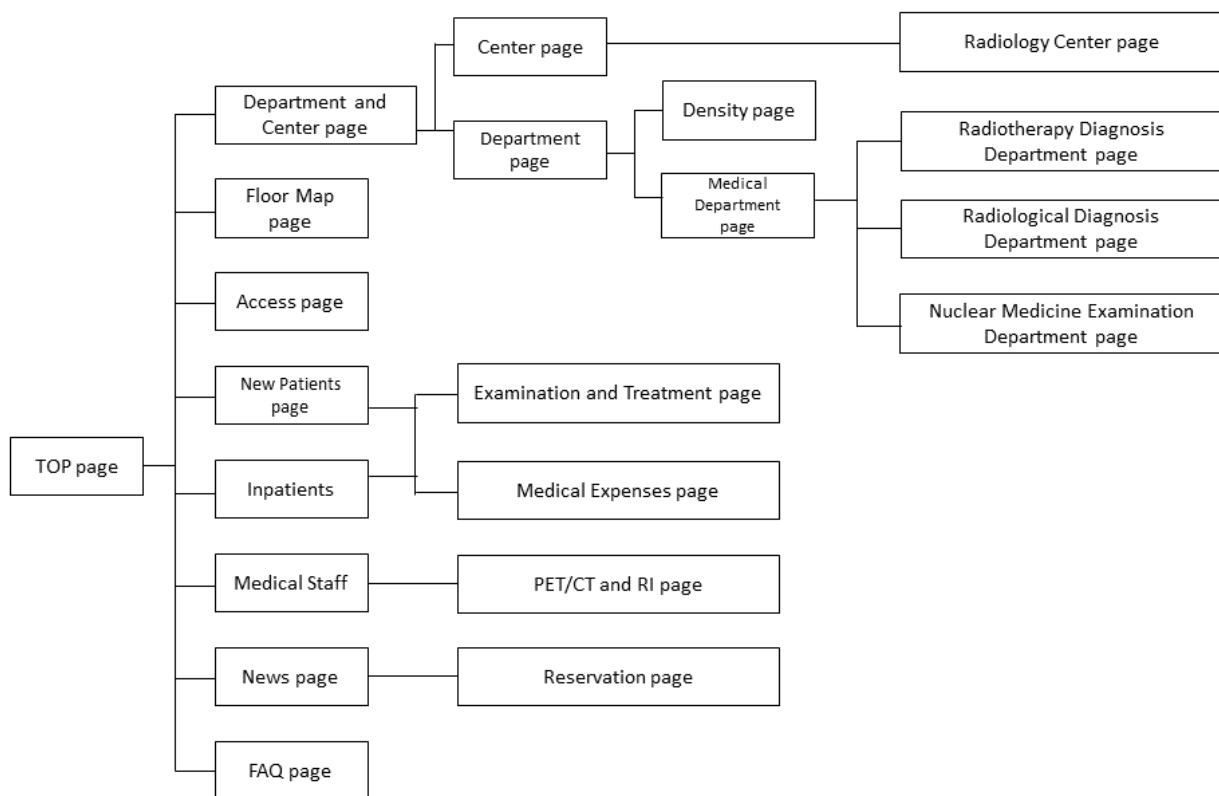 Center page
Radiology Center page
Department and
Center page
Density page
Department
page
Radiotherapy Diagnosis
Department page
Medical
Department
page
Floor Map
page
Radiological Diagnosis
Department page
Access page
Nuclear Medicine Examination
Department page
New Patients
page
Examination and Treatment page
TOP page
Inpatients
Medical Expenses page
Medical Staff
PET/CT and RI page
News page
Reservation page
FAQ page